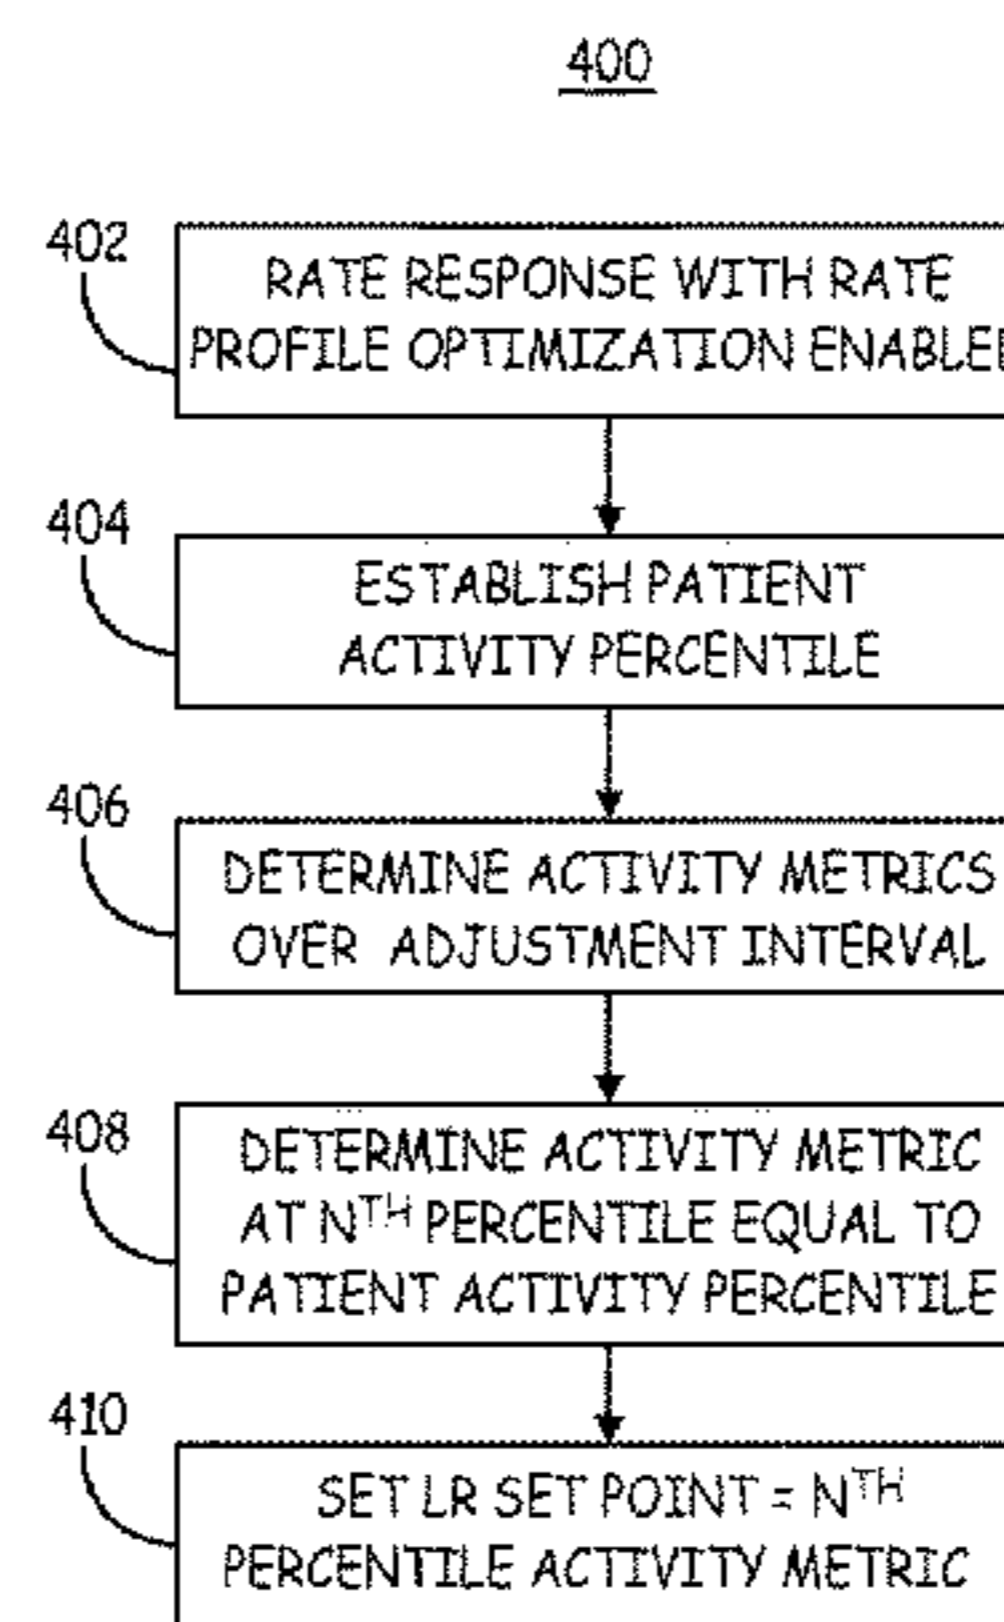 400
402
RATE RESPONSE WITH RATE
PROFILE OPTIMIZATION ENABLE
404
ESTABLISH PATIENT
ACTIVITY PERCENTILE
406
DETERMINE ACTIVITY METRICS
OVER ADJUSTMENT INTERVAL
408
DETERMINE ACTIVITY METRIC
AT NTH PERCENTILE EQUAL TO
PATIENT ACTIVITY PERCENTILE
410
SET LR SET POINT = NTH
PERCENTILE ACTIVITY METRIC